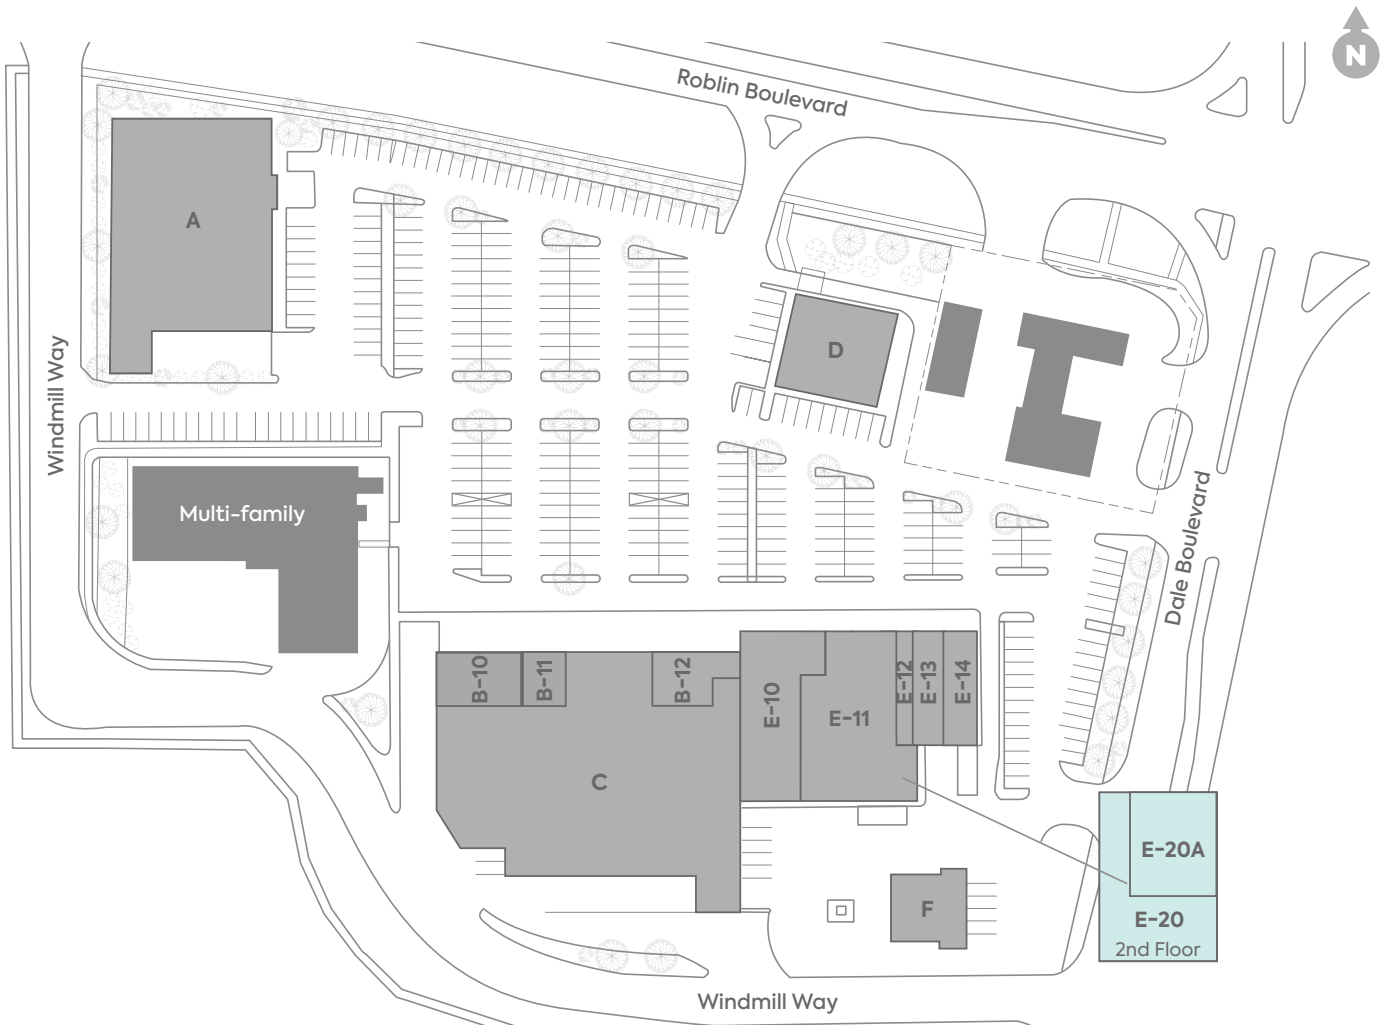 N
Roblin Boulevard
A
D
Windmill Way
Multi-family
Dale Boulevard
B-10
B-11
B-12
E-10
E-11
E-12
E-13
E-14
C
E-20A
F
E-20
2nd Floor
Windmill Way